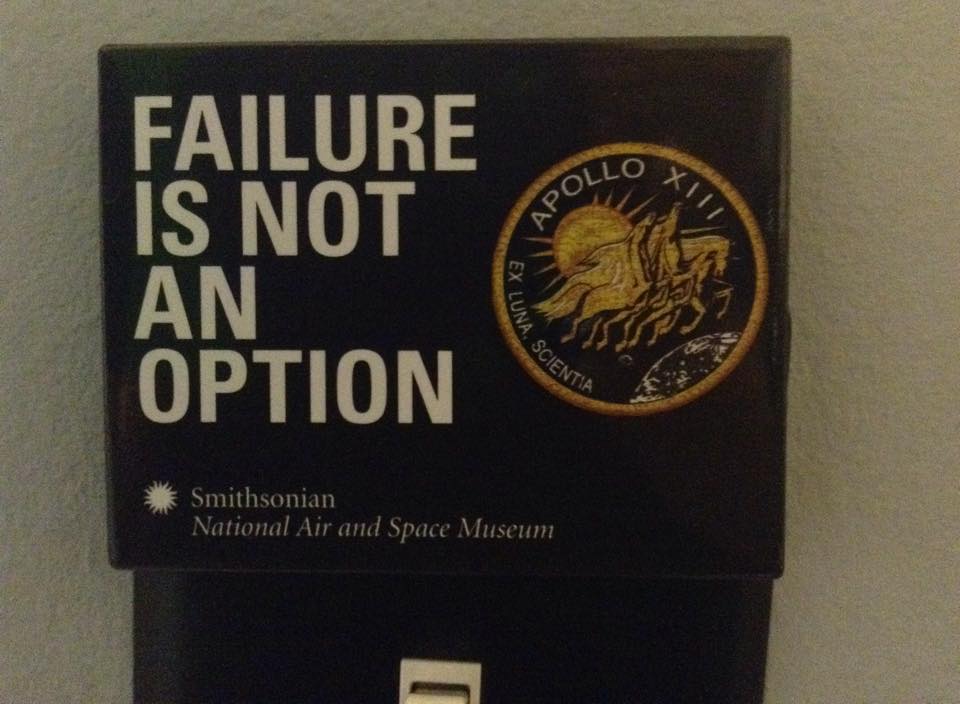 FAILURE
IS NOT
AN
OPTION
APOLLO XIII
EX LUNA, SCIENTIA
Smithsonian
National Air and Space Museum